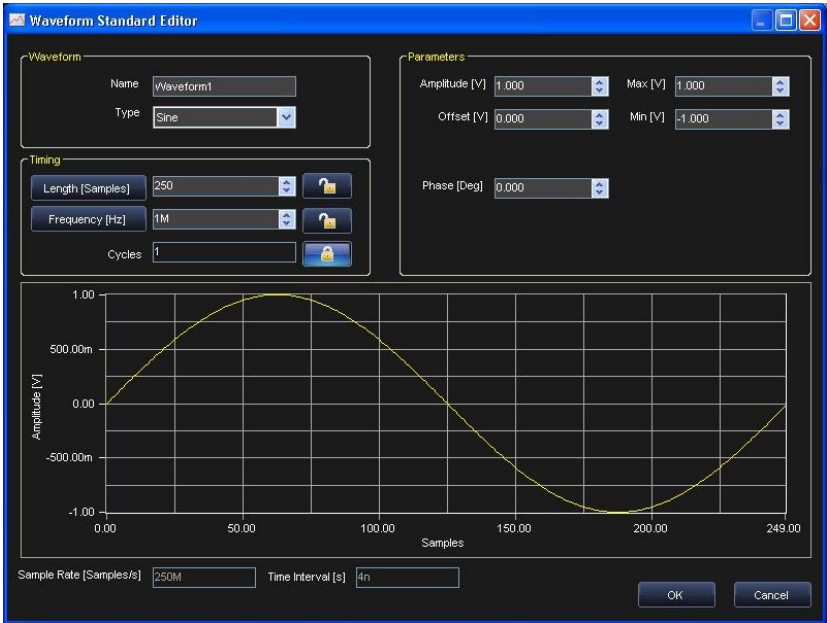 Waveform Standard Editor
Waveform
Name Waveform1
Type Sine
Timing
Length [Samples] 250
Frequency [Hz] 1M
Cycles 1
Parameters
Amplitude [V] 1.000 Max [V] 1.000
Offset [V] 0.000 Min [V] -1.000
Phase [Deg] 0.000
1.00
500.00m
0.00
-500.00m
-1.00
Amplitude [V]
0.00 50.00 100.00 150.00 200.00 249.00
Samples
Sample Rate [Samples/s] 250M Time Interval [s] 4n
OK Cancel